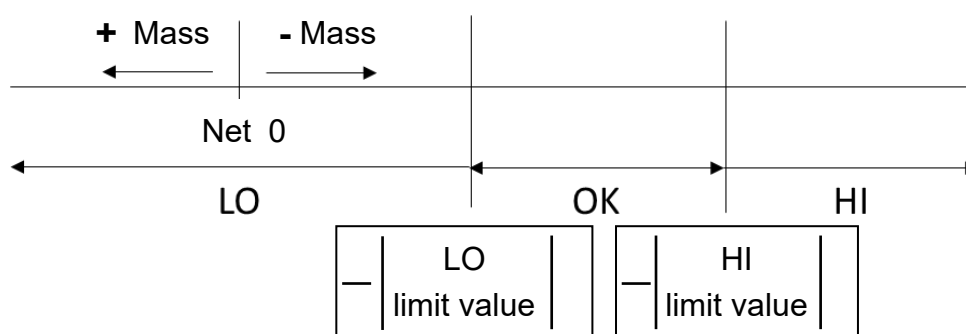 + Mass - Mass
Net 0
LO OK HI
— | LO | — | HI |
limit value limit value